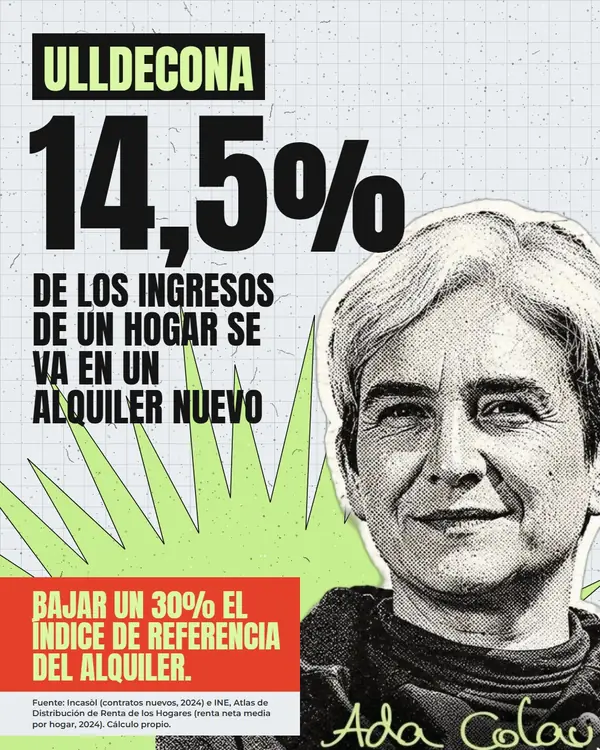 ULLDECONA
14,5%
DE LOS INGRESOS
DE UN HOGAR SE
VA EN UN
ALQUILER NUEVO
BAJAR UN 30% EL
ÍNDICE DE REFERENCIA
DEL ALQUILER.
Fuente: Incasòl (contratos nuevos, 2024) e INE, Atlas de
Distribución de Renta de los Hogares (renta neta media
por hogar, 2024). Cálculo propio.
Ada Colau